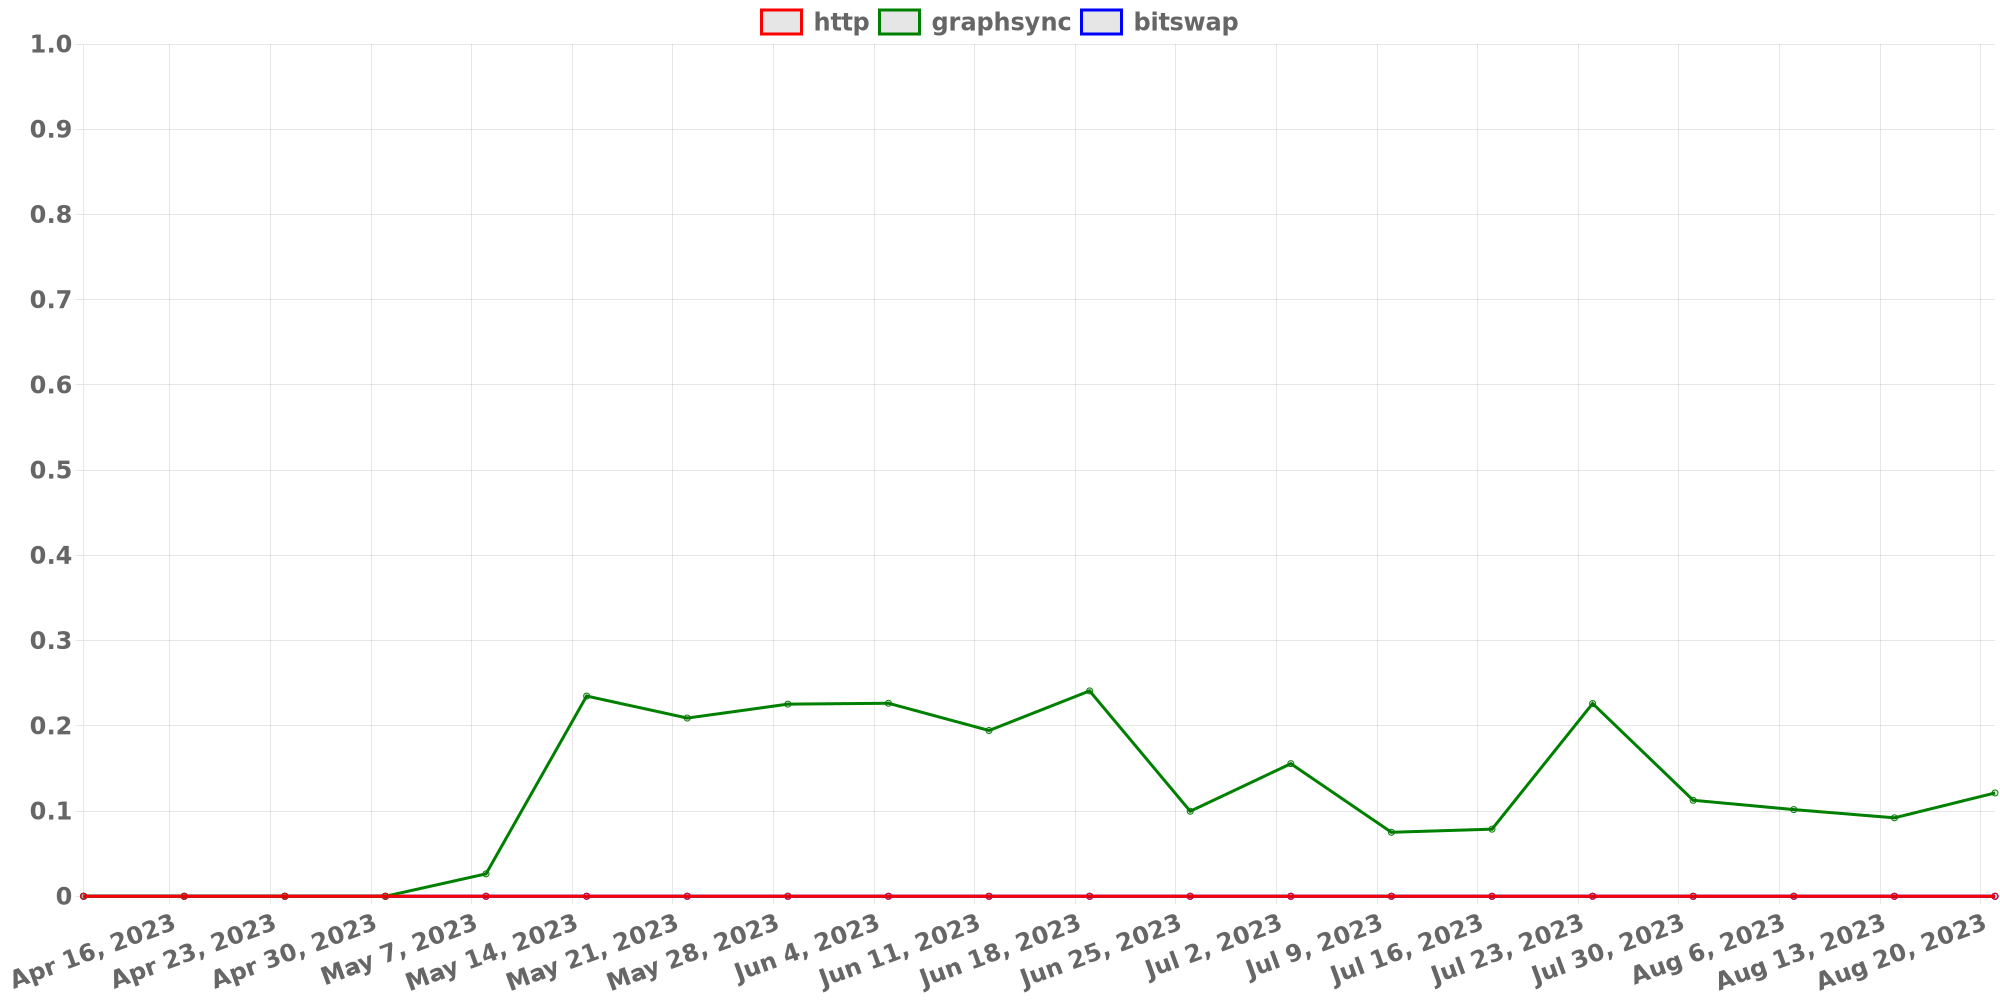 http graphsync bitswap
1.0
0.9
0.8
0.7
0.6
0.5
0.4
0.3
0.2
0.1
0
Apr 16, 2023
Apr 23, 2023
Apr 30, 2023
May 7, 2023
May 14, 2023
May 21, 2023
May 28, 2023
Jun 4, 2023
Jun 11, 2023
Jun 18, 2023
Jun 25, 2023
Jul 2, 2023
Jul 9, 2023
Jul 16, 2023
Jul 23, 2023
Jul 30, 2023
Aug 6, 2023
Aug 13, 2023
Aug 20, 2023